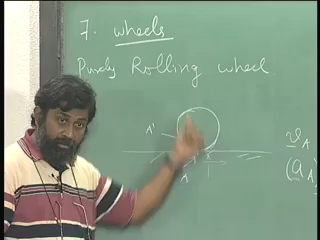 7. wheels
Purely Rolling wheel
A'
A
v_A
(a_A'